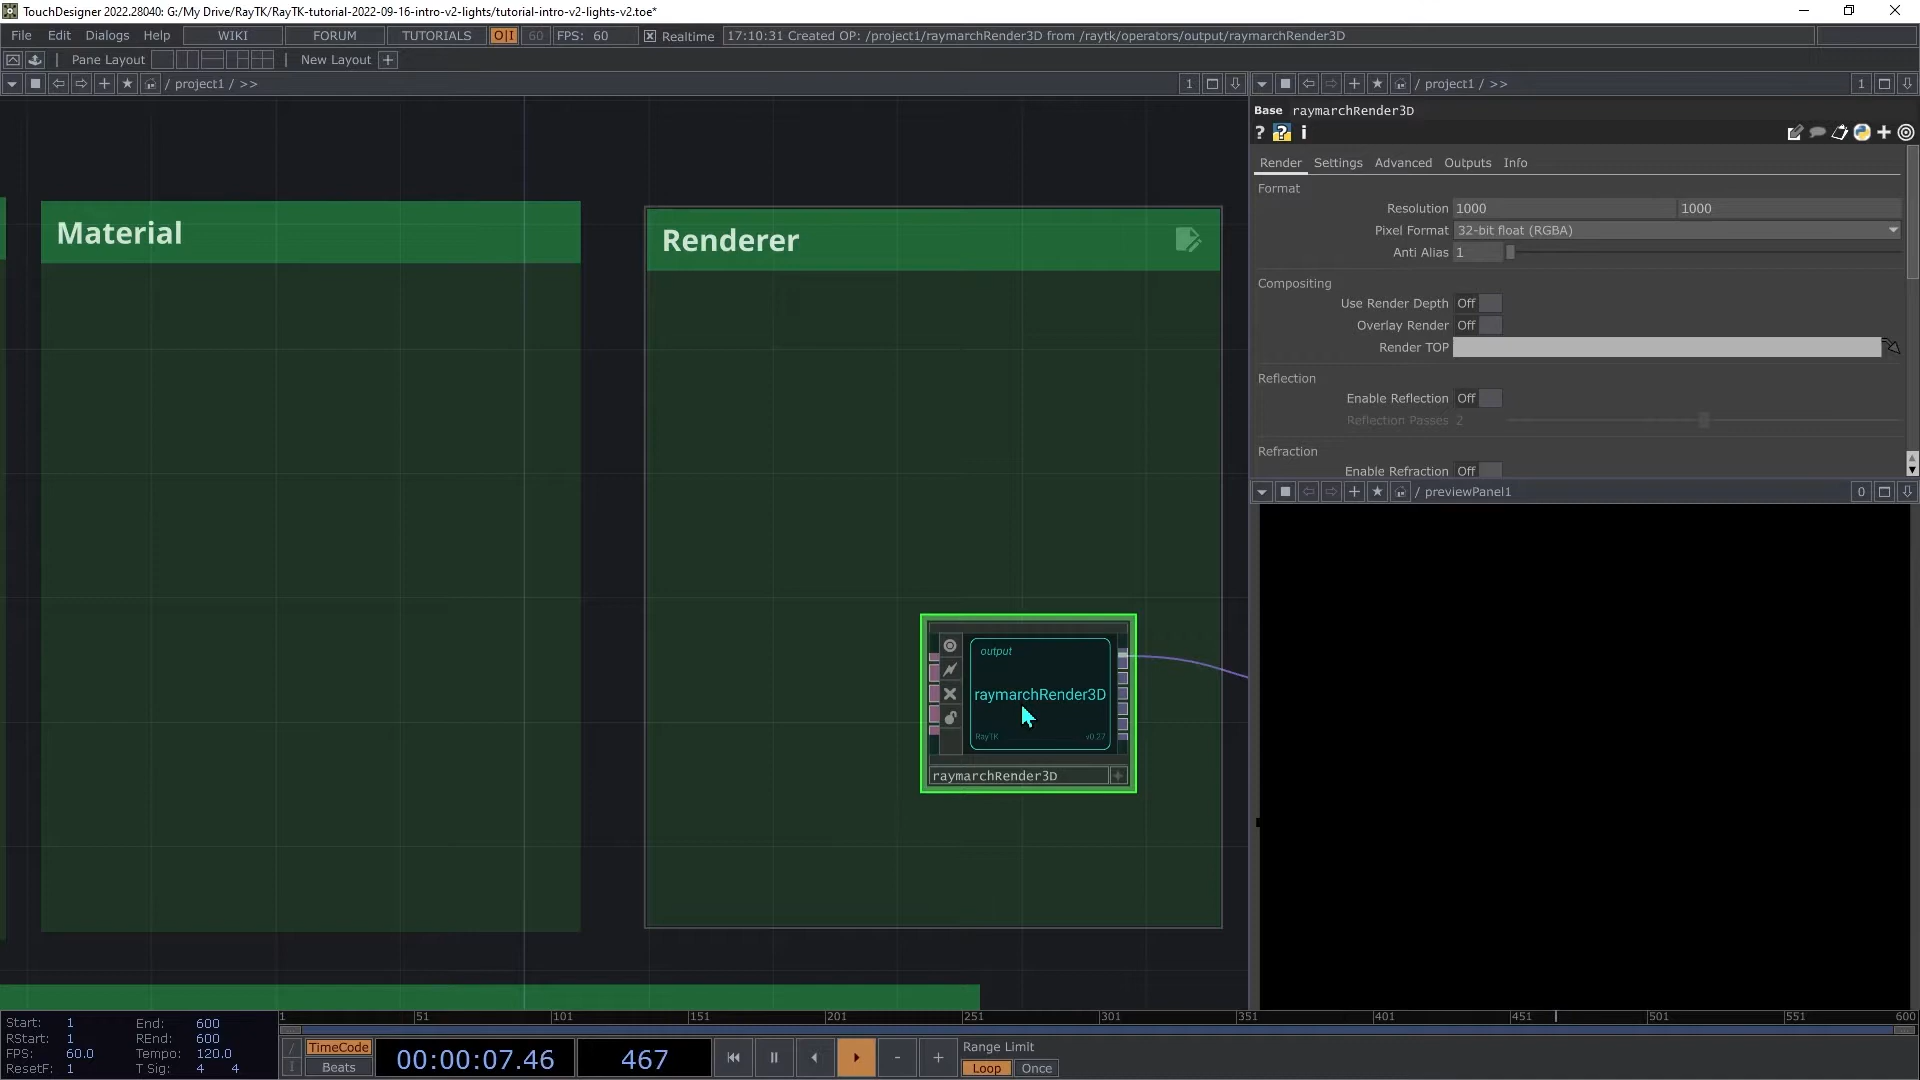 TouchDesigner 2022.28040: G:/My Drive/RayTK/RayTK-tutorial-2022-09-16-intro-v2-lights/tutorial-intro-v2-lights-v2.toe*
File Edit Dialogs Help WIKI FORUM TUTORIALS O|I 60 FPS: 60 Realtime 17:10:31 Created OP: /project1/raymarchRender3D from /raytk/operators/output/raymarchRender3D
Pane Layout New Layout
/ project1 / >> 1
/ project1 / >> 1
Base raymarchRender3D
? ? i
Render Settings Advanced Outputs Info
Format
Resolution 1000 1000
Pixel Format 32-bit float (RGBA)
Anti Alias 1
Compositing
Use Render Depth Off
Overlay Render Off
Render TOP
Reflection
Enable Reflection Off
Reflection Passes 2
Refraction
Enable Refraction Off
/ previewPanel1 0
Material
Renderer
output
raymarchRender3D
RayTK v0.27
raymarchRender3D
1 51 101 151 201 251 301 351 401 451 501 551 600
Start: 1 End: 600
RStart: 1 REnd: 600
FPS: 60.0 Tempo: 120.0
ResetF: 1 T Sig: 4 4
TimeCode
Beats
00:00:07.46 467
- +
Range Limit
Loop Once